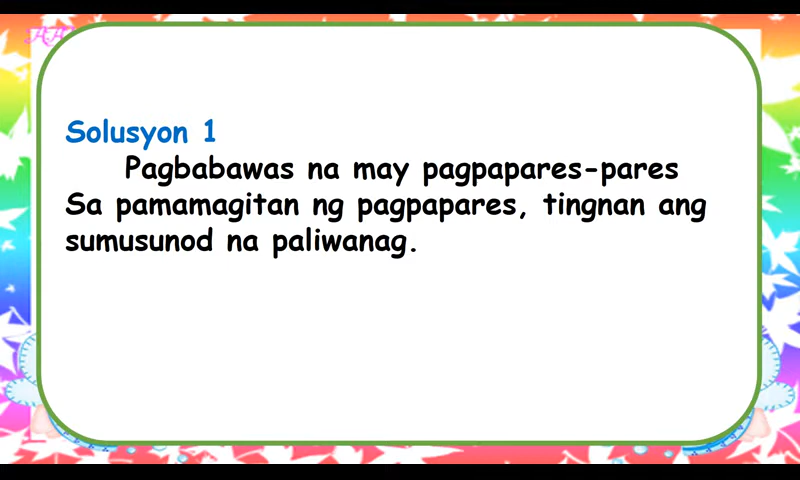 Solusyon 1
Pagbabawas na may pagpapares-pares
Sa pamamagitan ng pagpapares, tingnan ang
sumusunod na paliwanag.